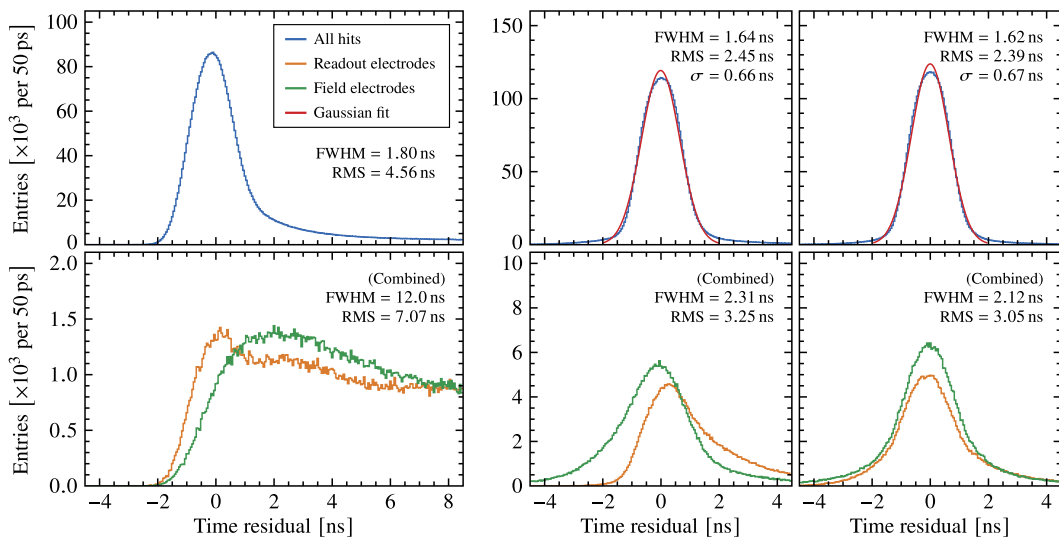 Entries [×10³ per 50 ps]
100
80
60
40
20
0
All hits
Readout electrodes
Field electrodes
Gaussian fit
FWHM = 1.80 ns
RMS = 4.56 ns
150
100
50
0
FWHM = 1.64 ns
RMS = 2.45 ns
σ = 0.66 ns
FWHM = 1.62 ns
RMS = 2.39 ns
σ = 0.67 ns
Entries [×10³ per 50 ps]
2.0
1.5
1.0
0.5
0.0
(Combined)
FWHM = 12.0 ns
RMS = 7.07 ns
−4 −2 0 2 4 6 8
Time residual [ns]
10
8
6
4
2
0
(Combined)
FWHM = 2.31 ns
RMS = 3.25 ns
−4 −2 0 2 4
Time residual [ns]
(Combined)
FWHM = 2.12 ns
RMS = 3.05 ns
−4 −2 0 2 4
Time residual [ns]